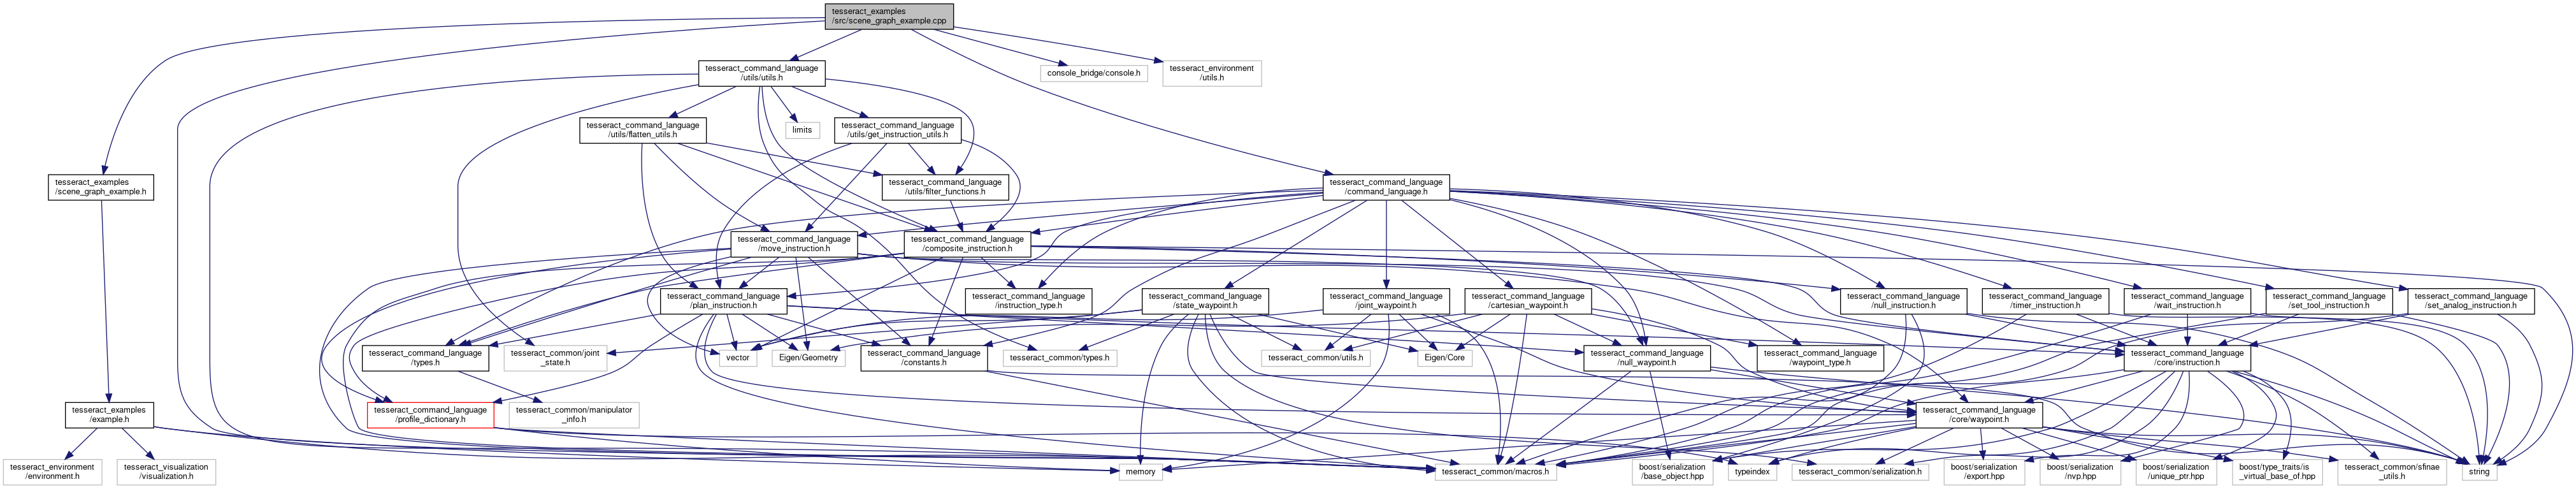 tesseract_examples
/src/scene_graph_example.cpp
tesseract_command_language
/utils/utils.h
console_bridge/console.h
tesseract_environment
/utils.h
tesseract_command_language
/utils/flatten_utils.h
limits
tesseract_command_language
/utils/get_instruction_utils.h
tesseract_examples
/scene_graph_example.h
tesseract_command_language
/utils/filter_functions.h
tesseract_command_language
/command_language.h
tesseract_command_language
/move_instruction.h
tesseract_command_language
/composite_instruction.h
tesseract_command_language
/plan_instruction.h
tesseract_command_language
/instruction_type.h
tesseract_command_language
/state_waypoint.h
tesseract_command_language
/joint_waypoint.h
tesseract_command_language
/cartesian_waypoint.h
tesseract_command_language
/null_instruction.h
tesseract_command_language
/timer_instruction.h
tesseract_command_language
/wait_instruction.h
tesseract_command_language
/set_tool_instruction.h
tesseract_command_language
/set_analog_instruction.h
tesseract_command_language
/types.h
tesseract_common/joint
_state.h
vector
Eigen/Geometry
tesseract_command_language
/constants.h
tesseract_common/types.h
tesseract_common/utils.h
Eigen/Core
tesseract_command_language
/null_waypoint.h
tesseract_command_language
/waypoint_type.h
tesseract_command_language
/core/instruction.h
tesseract_examples
/example.h
tesseract_command_language
/profile_dictionary.h
tesseract_common/manipulator
_info.h
tesseract_command_language
/core/waypoint.h
tesseract_environment
/environment.h
tesseract_visualization
/visualization.h
memory
tesseract_common/macros.h
boost/serialization
/base_object.hpp
typeindex
tesseract_common/serialization.h
boost/serialization
/export.hpp
boost/serialization
/nvp.hpp
boost/serialization
/unique_ptr.hpp
boost/type_traits/is
_virtual_base_of.hpp
tesseract_common/sfinae
_utils.h
string